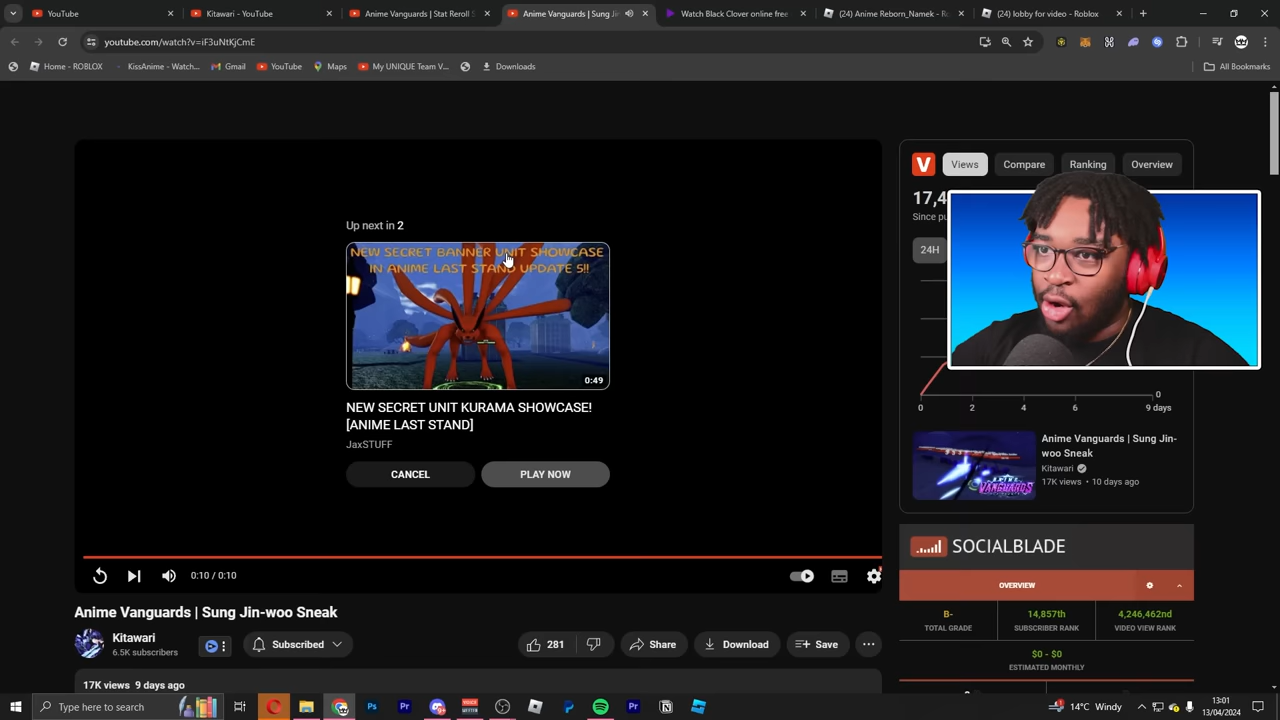 YouTube
Kitawari - YouTube
Anime Vanguards | Stat Reroll S
Anime Vanguards | Sung Jin
Watch Black Clover online free
(24) Anime Reborn_Namek - Ro
(24) lobby for video - Roblox
youtube.com/watch?v=iF3uNtKjCmE
Home - ROBLOX
KissAnime - Watch...
Gmail
YouTube
Maps
My UNIQUE Team V...
Downloads
All Bookmarks
Up next in 2
NEW SECRET BANNER UNIT SHOWCASE
IN ANIME LAST STAND UPDATE 5!!
0:49
NEW SECRET UNIT KURAMA SHOWCASE!
[ANIME LAST STAND]
JaxSTUFF
CANCEL
PLAY NOW
0:10 / 0:10
Anime Vanguards | Sung Jin-woo Sneak
Kitawari
6.5K subscribers
Subscribed
281
Share
Download
Save
17K views 9 days ago
V
Views
Compare
Ranking
Overview
17,4
Since pu
24H
0
0 2 4 6 9 days
Anime Vanguards | Sung Jin-
woo Sneak
Kitawari
17K views • 10 days ago
VANGUARDS
SOCIALBLADE
OVERVIEW
B- 14,857th 4,246,462nd
TOTAL GRADE SUBSCRIBER RANK VIDEO VIEW RANK
$0 - $0
ESTIMATED MONTHLY
Type here to search
14°C Windy
13:01
13/04/2024